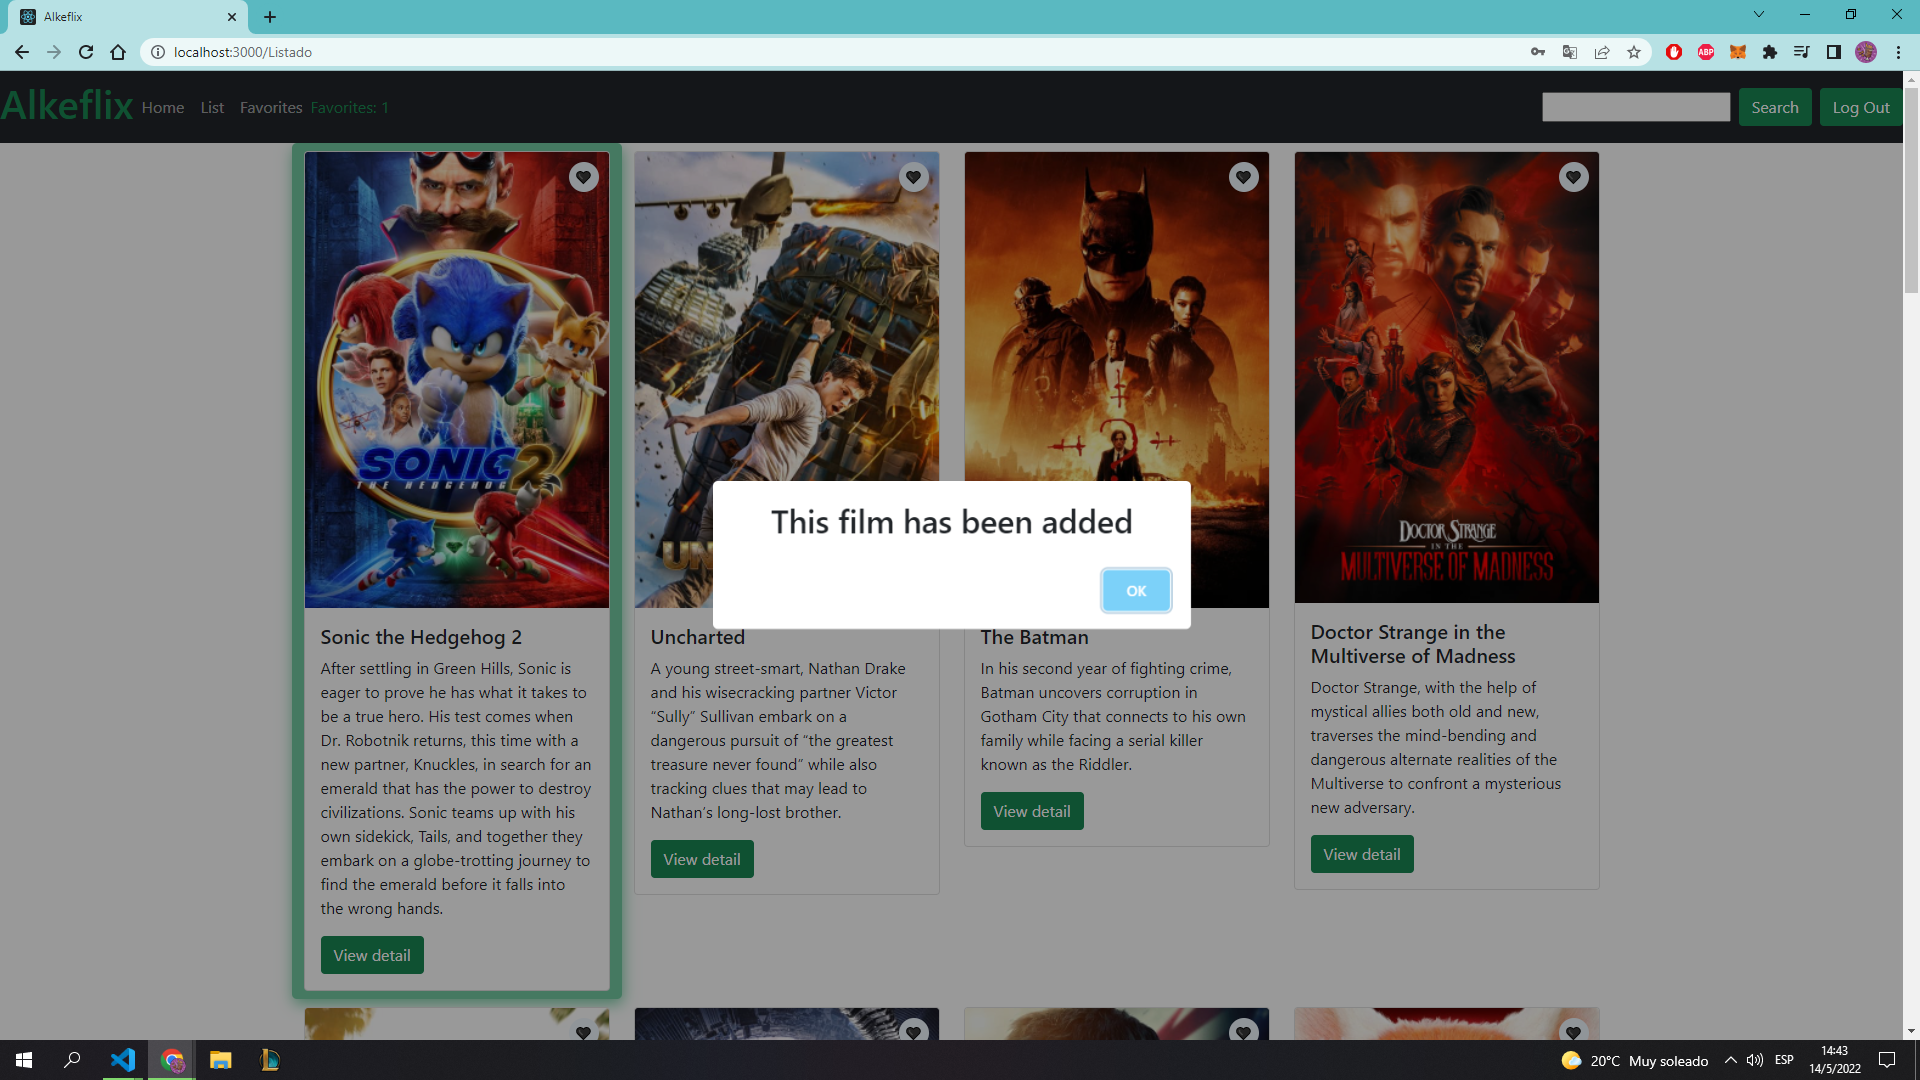 Alkeflix
localhost:3000/Listado
ABP
Alkeflix Home List Favorites Favorites: 1
Search Log Out
SONIC 2
THE HEDGEHOG
UN
DOCTOR STRANGE
IN THE
MULTIVERSE OF MADNESS
This film has been added
OK
Sonic the Hedgehog 2
After settling in Green Hills, Sonic is
eager to prove he has what it takes to
be a true hero. His test comes when
Dr. Robotnik returns, this time with a
new partner, Knuckles, in search for an
emerald that has the power to destroy
civilizations. Sonic teams up with his
own sidekick, Tails, and together they
embark on a globe-trotting journey to
find the emerald before it falls into
the wrong hands.
View detail
Uncharted
A young street-smart, Nathan Drake
and his wisecracking partner Victor
“Sully” Sullivan embark on a
dangerous pursuit of “the greatest
treasure never found” while also
tracking clues that may lead to
Nathan’s long-lost brother.
View detail
The Batman
In his second year of fighting crime,
Batman uncovers corruption in
Gotham City that connects to his own
family while facing a serial killer
known as the Riddler.
View detail
Doctor Strange in the
Multiverse of Madness
Doctor Strange, with the help of
mystical allies both old and new,
traverses the mind-bending and
dangerous alternate realities of the
Multiverse to confront a mysterious
new adversary.
View detail
20°C Muy soleado
ESP
14:43
14/5/2022